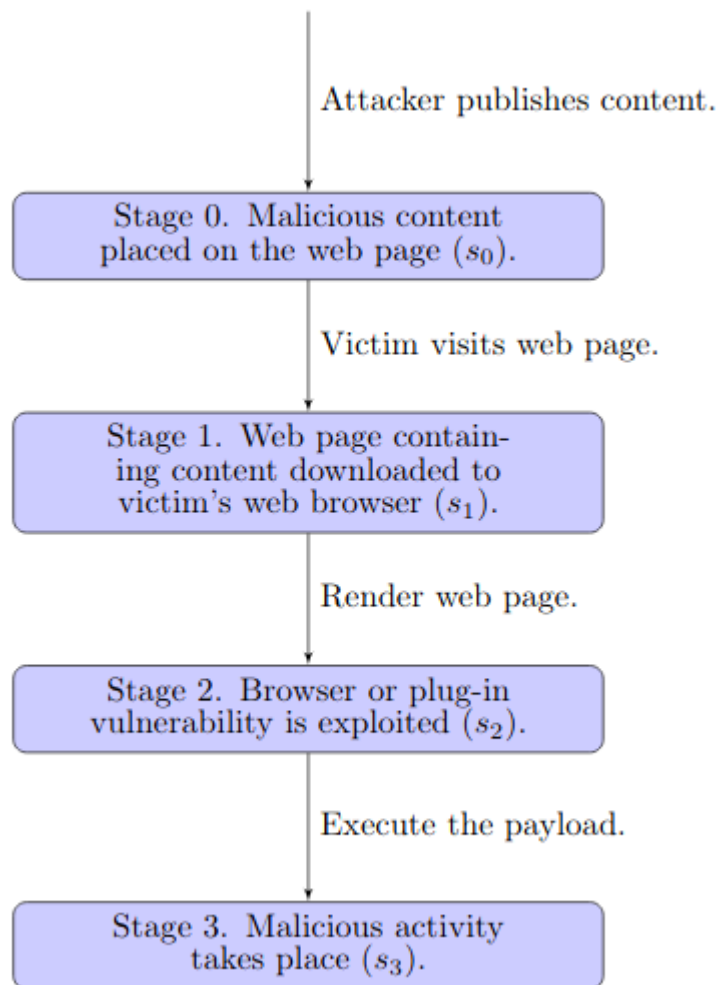 Attacker publishes content.
Stage 0. Malicious content
placed on the web page (s₀).
Victim visits web page.
Stage 1. Web page contain-
ing content downloaded to
victim's web browser (s₁).
Render web page.
Stage 2. Browser or plug-in
vulnerability is exploited (s₂).
Execute the payload.
Stage 3. Malicious activity
takes place (s₃).